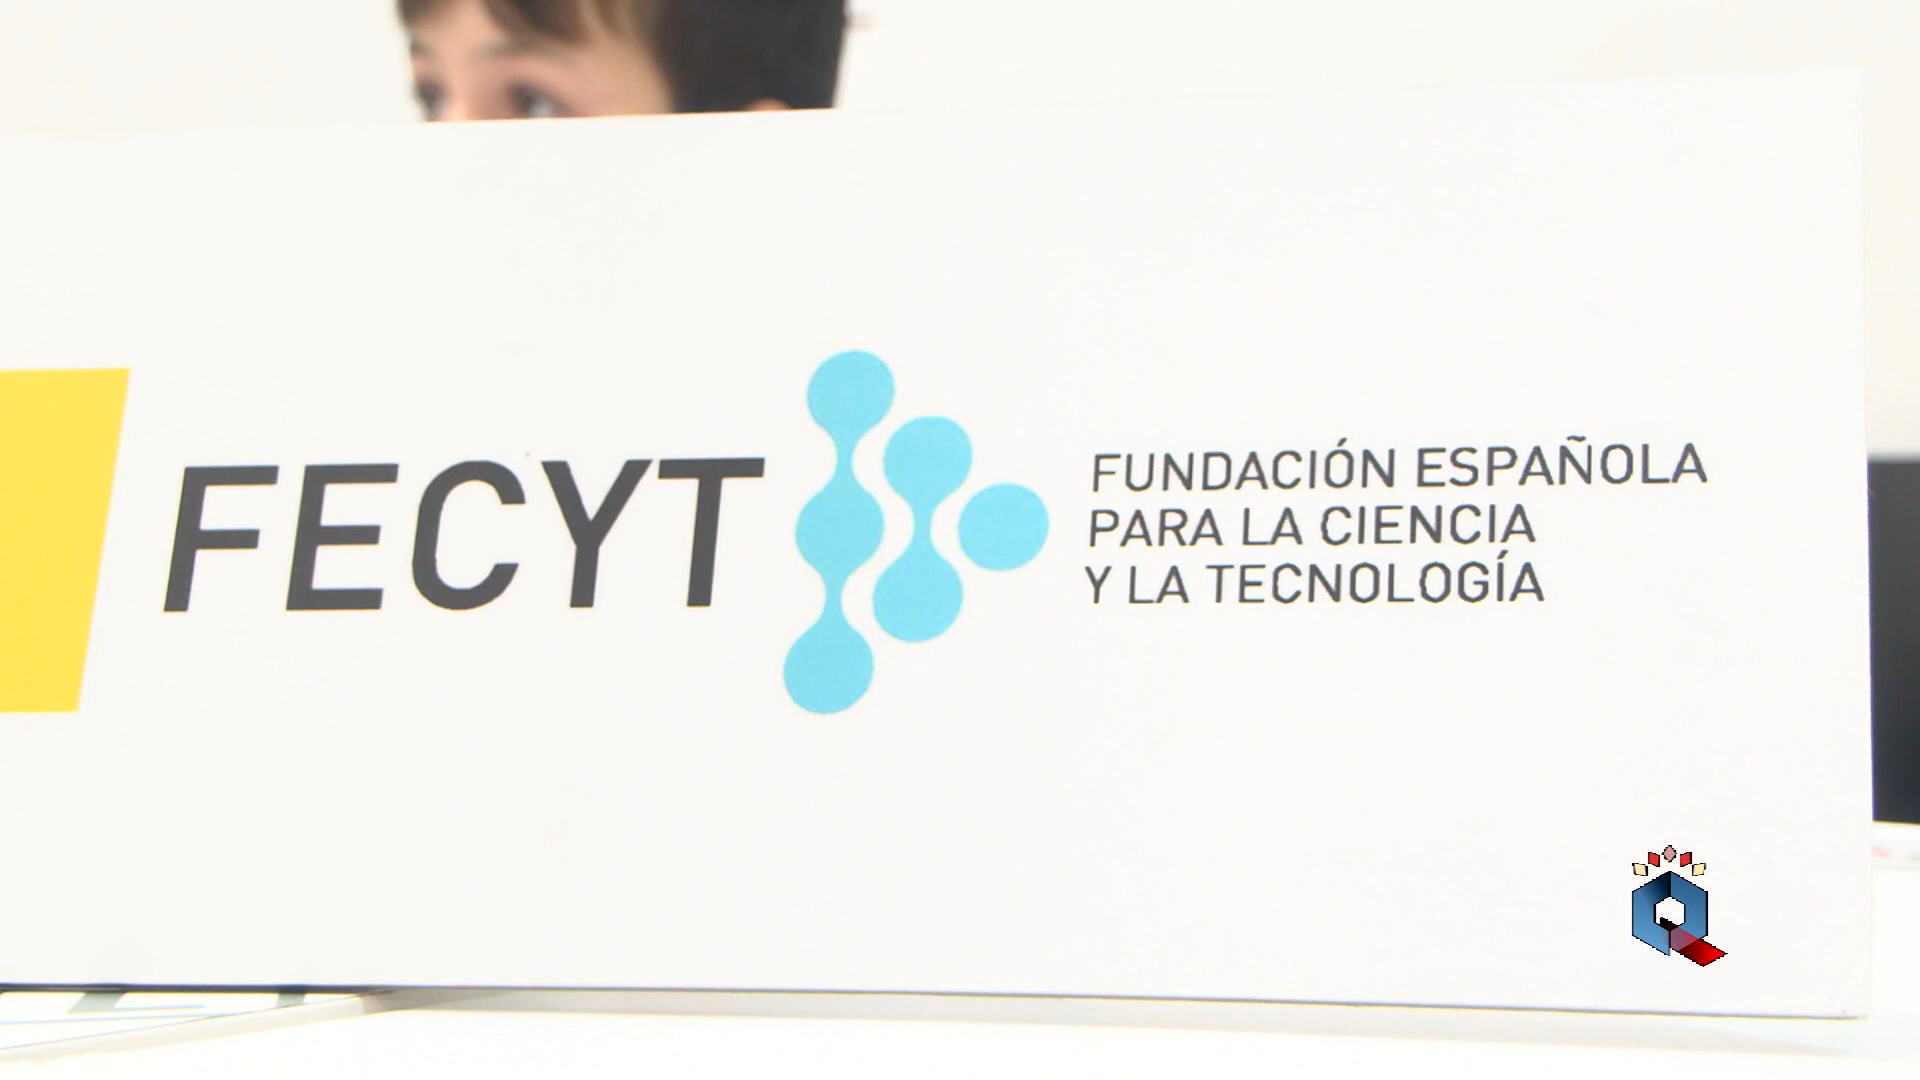 FECYT
FUNDACIÓN ESPAÑOLA
PARA LA CIENCIA
Y LA TECNOLOGÍA